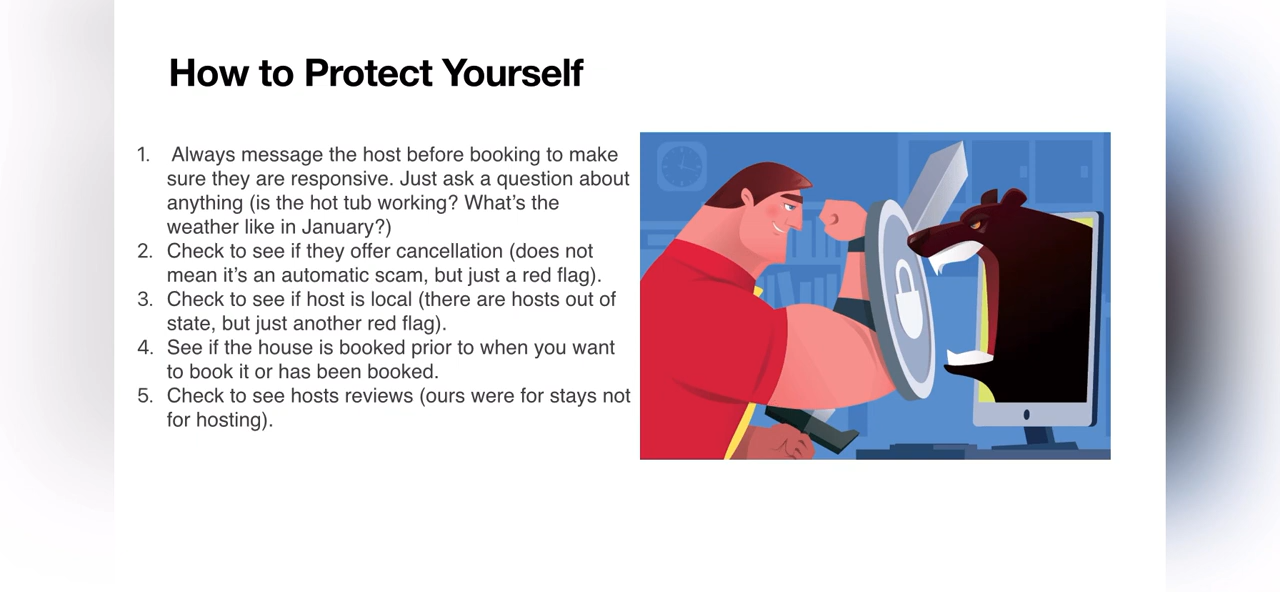 How to Protect Yourself
1. Always message the host before booking to make
sure they are responsive. Just ask a question about
anything (is the hot tub working? What's the
weather like in January?)
2. Check to see if they offer cancellation (does not
mean it's an automatic scam, but just a red flag).
3. Check to see if host is local (there are hosts out of
state, but just another red flag).
4. See if the house is booked prior to when you want
to book it or has been booked.
5. Check to see hosts reviews (ours were for stays not
for hosting).